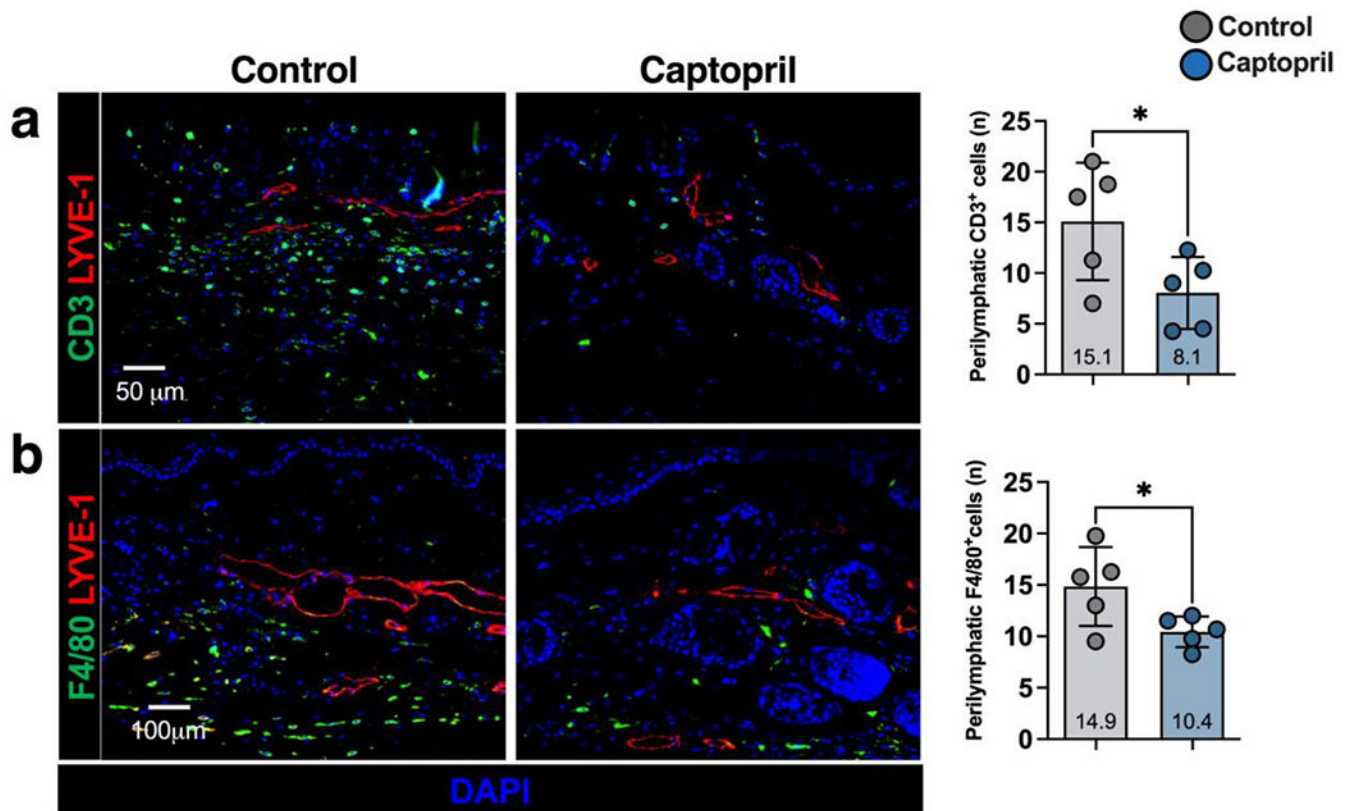 Control
Captopril
Control
Captopril
a
CD3 LYVE-1
50 μm
Perilymphatic CD3⁺ cells (n)
25
20
15
10
5
0
*
15.1
8.1
b
F4/80 LYVE-1
100μm
Perilymphatic F4/80⁺cells (n)
25
20
15
10
5
0
*
14.9
10.4
DAPI